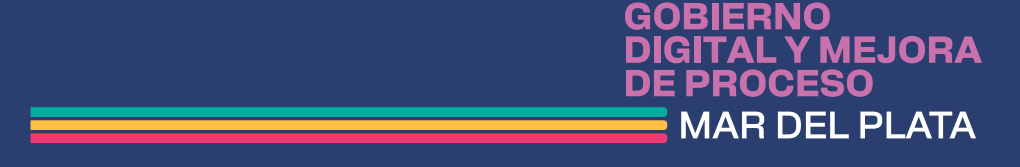 GOBIERNO
DIGITAL Y MEJORA
DE PROCESO
MAR DEL PLATA